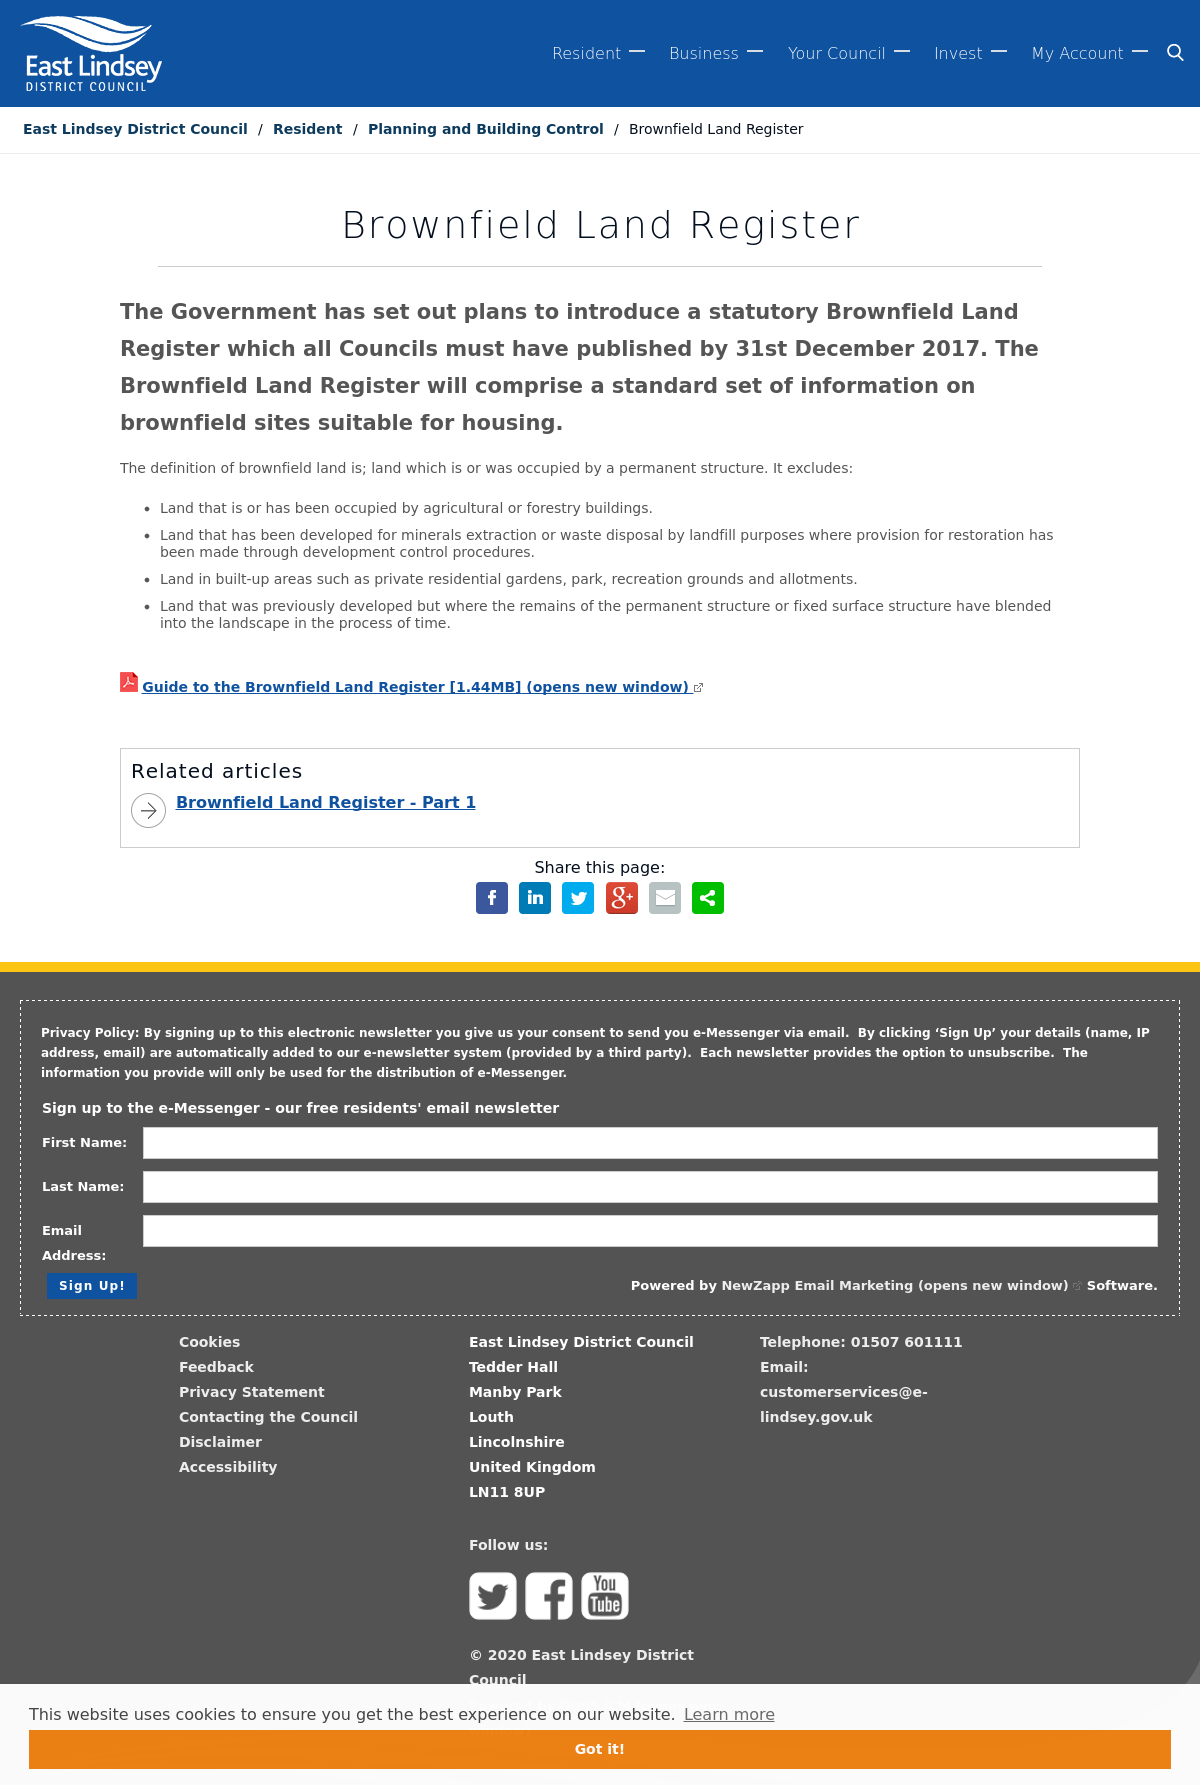 East Lindsey
DISTRICT COUNCIL
Resident
Business
Your Council
Invest
My Account
East Lindsey District Council / Resident / Planning and Building Control / Brownfield Land Register
Brownfield Land Register
The Government has set out plans to introduce a statutory Brownfield Land
Register which all Councils must have published by 31st December 2017. The
Brownfield Land Register will comprise a standard set of information on
brownfield sites suitable for housing.
The definition of brownfield land is; land which is or was occupied by a permanent structure. It excludes:
• Land that is or has been occupied by agricultural or forestry buildings.
• Land that has been developed for minerals extraction or waste disposal by landfill purposes where provision for restoration has
been made through development control procedures.
• Land in built-up areas such as private residential gardens, park, recreation grounds and allotments.
• Land that was previously developed but where the remains of the permanent structure or fixed surface structure have blended
into the landscape in the process of time.
Guide to the Brownfield Land Register [1.44MB] (opens new window)
Related articles
Brownfield Land Register - Part 1
Share this page:
Privacy Policy: By signing up to this electronic newsletter you give us your consent to send you e-Messenger via email.  By clicking ‘Sign Up’ your details (name, IP
address, email) are automatically added to our e-newsletter system (provided by a third party).  Each newsletter provides the option to unsubscribe.  The
information you provide will only be used for the distribution of e-Messenger.
Sign up to the e-Messenger - our free residents' email newsletter
First Name:
Last Name:
Email
Address:
Sign Up!
Powered by NewZapp Email Marketing (opens new window) Software.
Cookies
Feedback
Privacy Statement
Contacting the Council
Disclaimer
Accessibility
East Lindsey District Council
Tedder Hall
Manby Park
Louth
Lincolnshire
United Kingdom
LN11 8UP
Telephone: 01507 601111
Email:
customerservices@e-
lindsey.gov.uk
Follow us:
You
Tube
© 2020 East Lindsey District
Council
This website uses cookies to ensure you get the best experience on our website. Learn more
Got it!